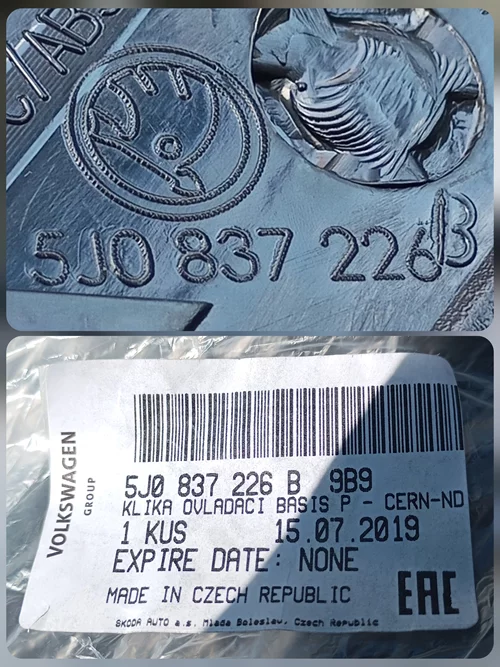 5J0 837 226 B
VOLKSWAGEN
GROUP
5J0 837 226 B 9B9
KLIKA OVLADACI BASIS P - CERN-ND
1 KUS 15.07.2019
EXPIRE DATE: NONE
MADE IN CZECH REPUBLIC
EAC
SKODA AUTO a.s. Mlada Boleslav, Czech Republic